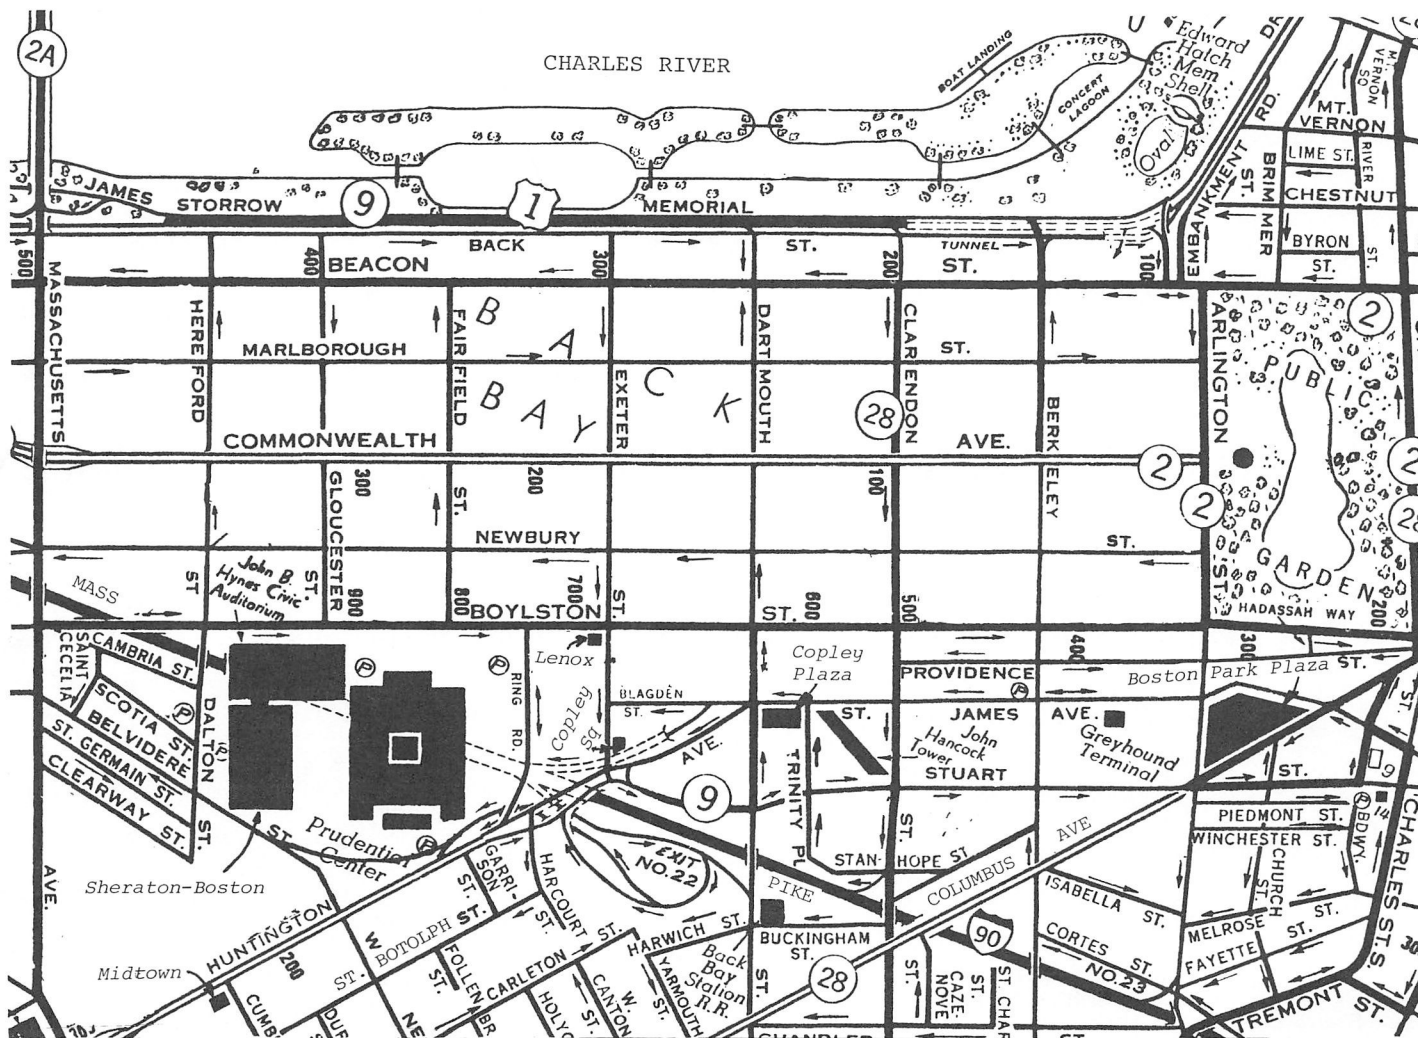 2A
CHARLES RIVER
BOAT LANDING
CONCERT
LAGOON
U
Edward
Hatch
Mem
Shell
Oval
DR
RD.
EMBANKMENT
MT.
VERNON
M. VERNON
SQ
LIME ST.
RIVER
ST.
CHESTNUT
BRIMMER
ST.
BYRON
ST.
JAMES
STORROW
9
1
MEMORIAL
BACK
ST.
TUNNEL
500
400
300
200
100
BEACON
ST.
MASSACHUSETTS
AVE.
HEREFORD
ST
MARLBOROUGH
ST.
FAIRFIELD
ST.
BACK
BAY
EXETER
ST.
DARTMOUTH
ST.
CLARENDON
ST.
28
BERKELEY
ARLINGTON
ST
2
PUBLIC
GARDEN
2
COMMONWEALTH
AVE.
2
2
28
300
200
100
GLOUCESTER
ST.
NEWBURY
ST.
John B.
Hynes Civic
Auditorium
MASS
900
800
700
600
500
400
300
200
BOYLSTON
ST.
HADASSAH WAY
SAINT
CECELIA
CAMBRIA ST.
SCOTIA ST.
BELVIDERE
ST.
ST. GERMAIN ST.
CLEARWAY ST.
DALTON
ST.
P
P
P
P
P
P
RING
RD.
Lenox
Copley
Sq
BLAGDEN
ST.
AVE.
Copley
Plaza
PROVIDENCE
ST.
Boston Park Plaza
ST.
JAMES
AVE.
John
Hancock
Tower
Greyhound
Terminal
TRINITY PL
STUART
ST.
STANHOPE ST
9
9
14
BDWY.
CHARLES ST.
PIEDMONT ST.
WINCHESTER ST.
CHURCH
ST.
MELROSE
ST.
FAYETTE
Prudential
Center
Sheraton-Boston
Midtown
HUNTINGTON
200
GARRISON
ST.
HARCOURT
ST.
EXIT
NO. 22
PIKE
COLUMBUS AVE
90
ISABELLA
ST.
CORTES
ST.
NO. 23
TREMONT ST.
W.
BOTOLPH ST.
ST.
FOLLEN
ST.
CARLETON ST.
HARWICH ST.
YARMOUTH
ST.
W.
CANTON
ST.
Back
Bay
Station
R.R.
BUCKINGHAM
ST.
28
ST.
CAZENOVE
ST.
ST. CHAR
CHANDLER
ST.